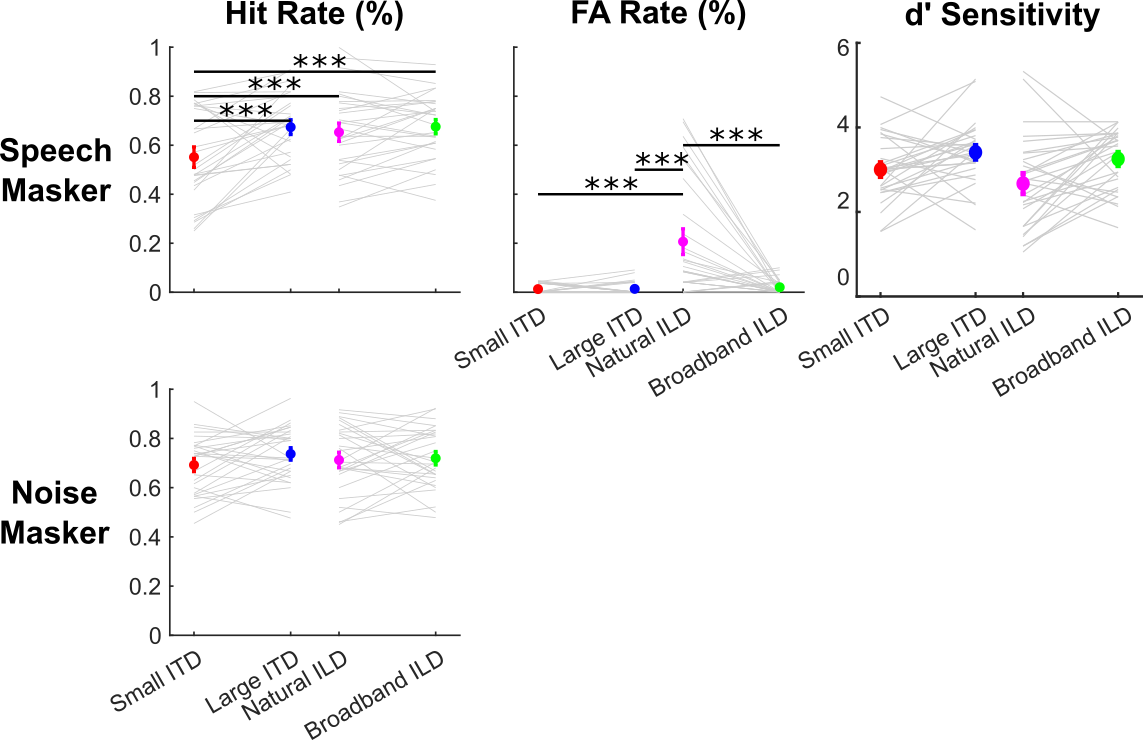 Hit Rate (%)
FA Rate (%)
d' Sensitivity
Speech
Masker
1
0.8
0.6
0.4
0.2
0
***
***
***
***
***
***
6
4
2
0
Small ITD
Large ITD
Natural ILD
Broadband ILD
Small ITD
Large ITD
Natural ILD
Broadband ILD
Noise
Masker
1
0.8
0.6
0.4
0.2
0
Small ITD
Large ITD
Natural ILD
Broadband ILD